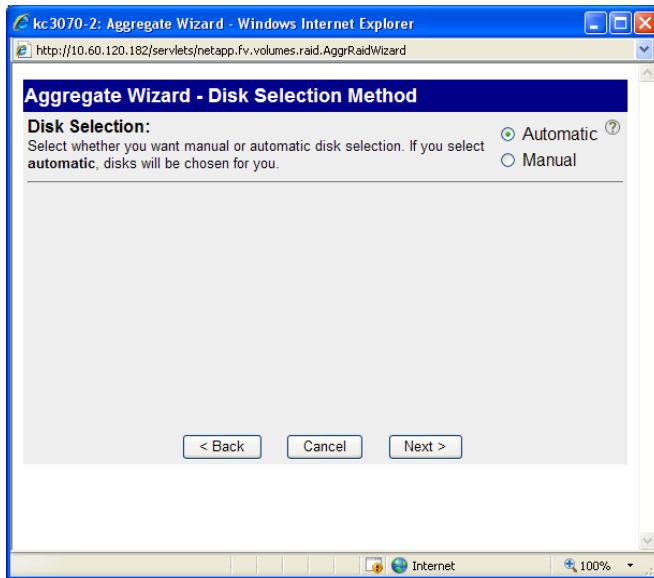 kc3070-2: Aggregate Wizard - Windows Internet Explorer
http://10.60.120.182/servlets/netapp.fv.volumes.raid.AggrRaidWizard
Aggregate Wizard - Disk Selection Method
Disk Selection:
Select whether you want manual or automatic disk selection. If you select
automatic, disks will be chosen for you.
Automatic ?
Manual
< Back Cancel Next >
Internet 100%